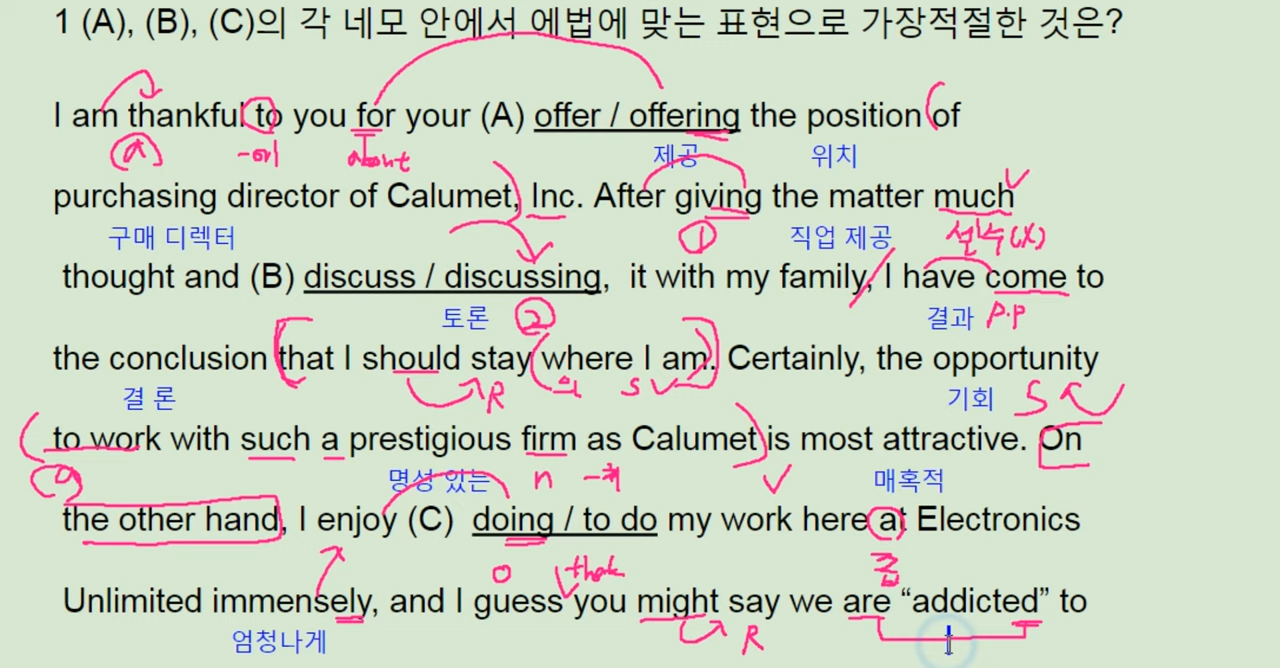 1 (A), (B), (C)의 각 네모 안에서 에법에 맞는 표현으로 가장적절한 것은?
I am thankful to you for your (A) offer / offering the position of
(a) -에 about 제공 위치
purchasing director of Calumet, Inc. After giving the matter much
구매 디렉터 ① 직업 제공 (X)
thought and (B) discuss / discussing, it with my family, I have come to
토론 ② 결과 P.P
the conclusion that I should stay where I am. Certainly, the opportunity
결 론 R S V 기회 S
to work with such a prestigious firm as Calumet is most attractive. On
(a) 명성 있는 n V 매혹적
the other hand, I enjoy (C) doing / to do my work here at Electronics
o that
Unlimited immensely, and I guess you might say we are “addicted” to
엄청나게 R